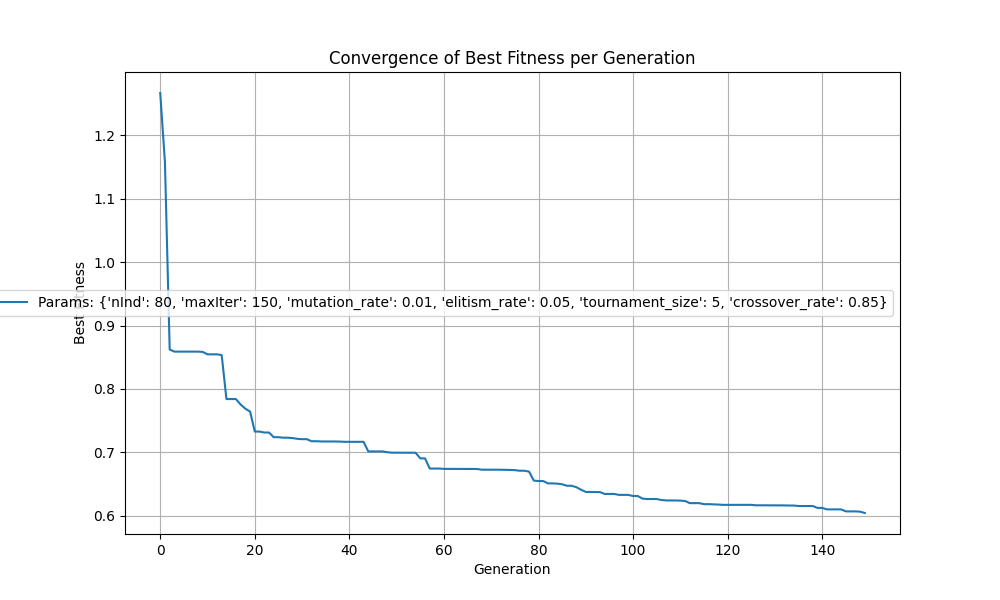 Convergence of Best Fitness per Generation
1.2
1.1
1.0
Params: {'nInd': 80, 'maxIter': 150, 'mutation_rate': 0.01, 'elitism_rate': 0.05, 'tournament_size': 5, 'crossover_rate': 0.85}
0.9
0.8
0.7
0.6
0 20 40 60 80 100 120 140
Generation
Best